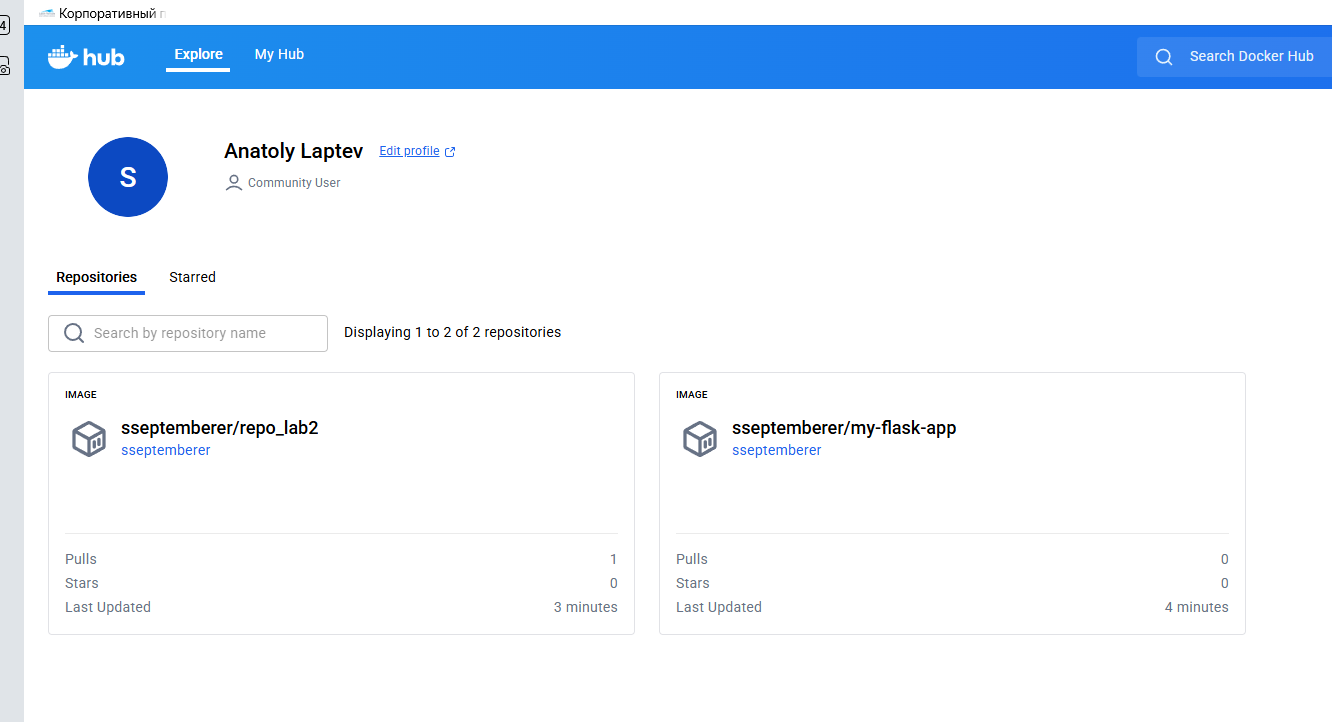 Корпоративный
4
hub
Explore
My Hub
Search Docker Hub
S
Anatoly Laptev
Edit profile
Community User
Repositories
Starred
Search by repository name
Displaying 1 to 2 of 2 repositories
IMAGE
sseptemberer/repo_lab2
sseptemberer
Pulls 1
Stars 0
Last Updated 3 minutes
IMAGE
sseptemberer/my-flask-app
sseptemberer
Pulls 0
Stars 0
Last Updated 4 minutes